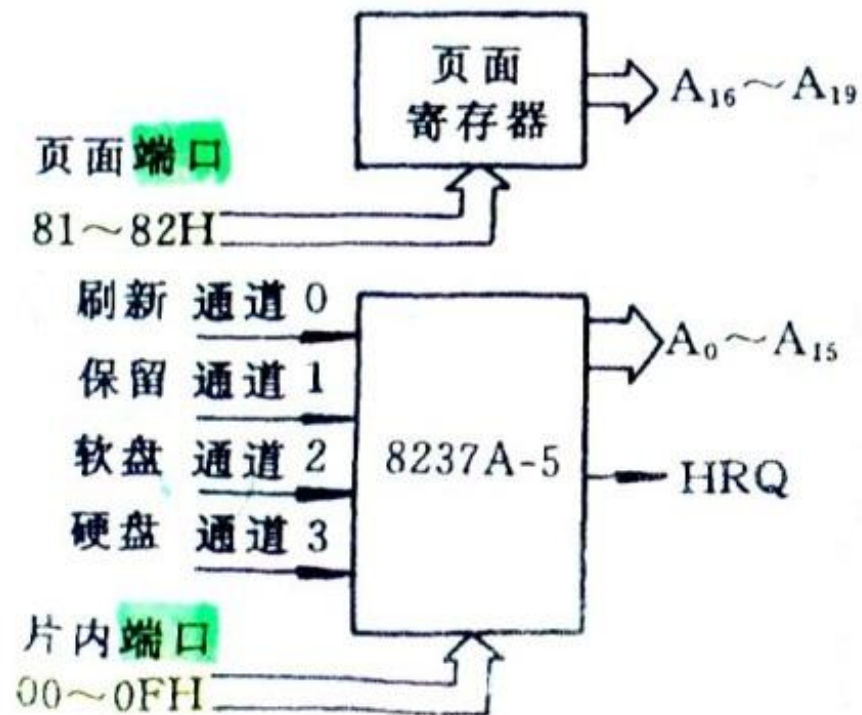 页面
寄存器
A₁₆～A₁₉
页面端口
81～82H
刷新 通道 0
保留 通道 1
软盘 通道 2
硬盘 通道 3
8237A-5
A₀～A₁₅
HRQ
片内端口
00～0FH